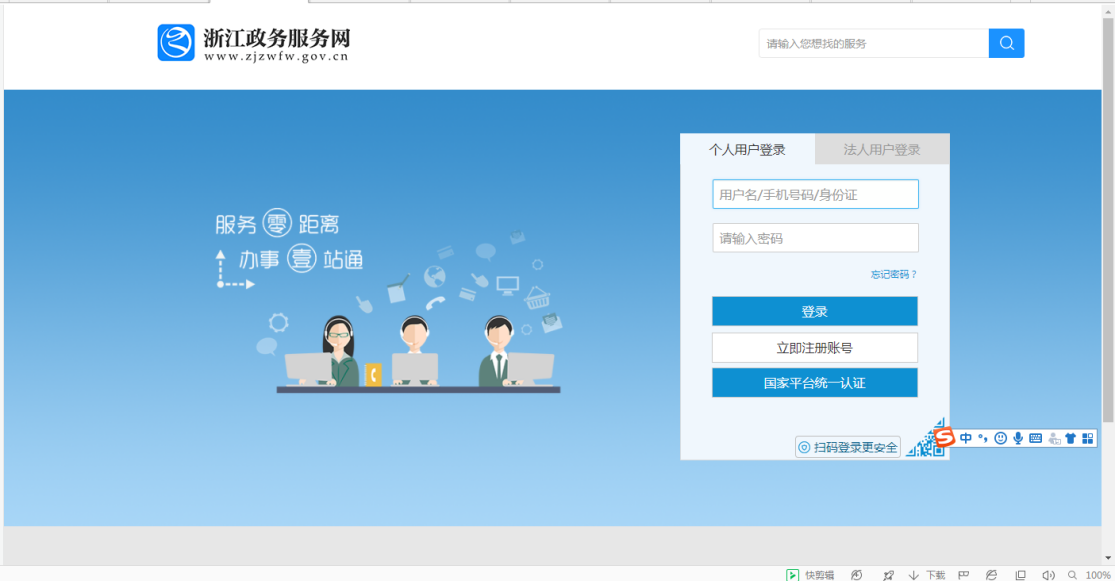 浙江政务服务网
www.zjzwfw.gov.cn
请输入您想找的服务
个人用户登录
法人用户登录
用户名/手机号码/身份证
请输入密码
忘记密码？
登录
立即注册账号
国家平台统一认证
扫码登录更安全
服务零距离
办事壹站通
中
快剪辑
下载
100%